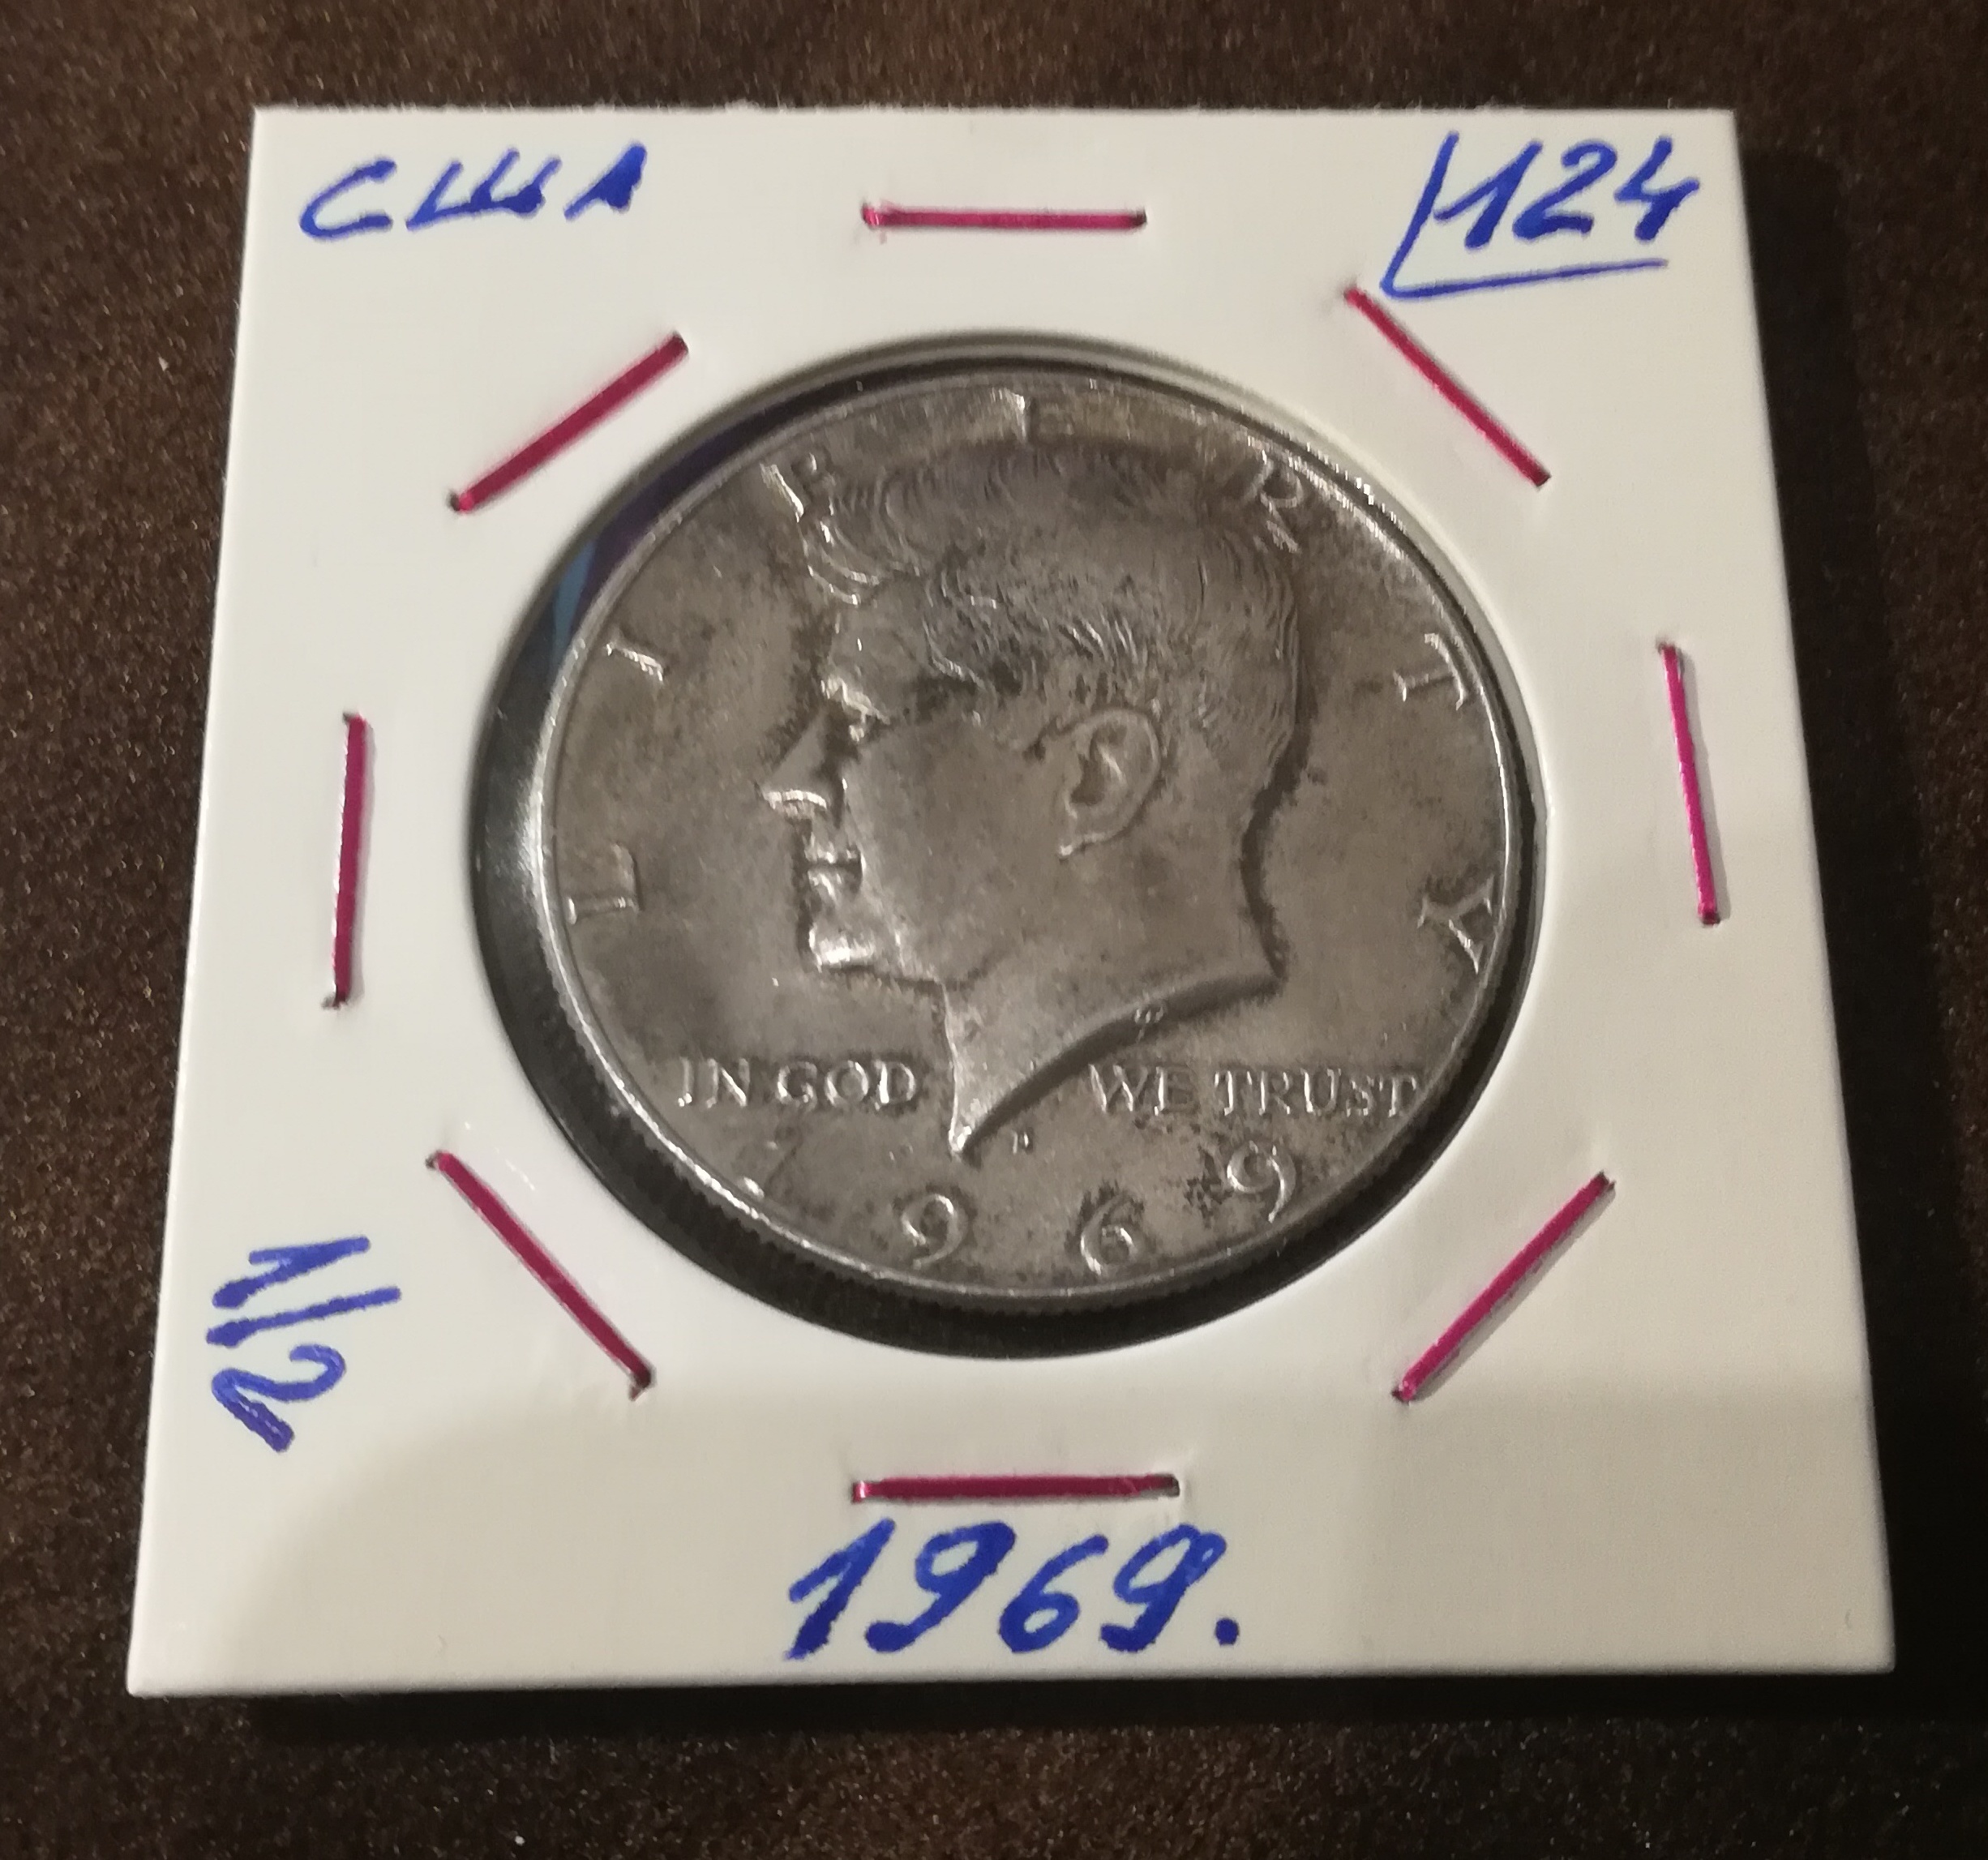 США
124
LIBERTY
IN GOD WE TRUST
D
1969
1/2
1969.